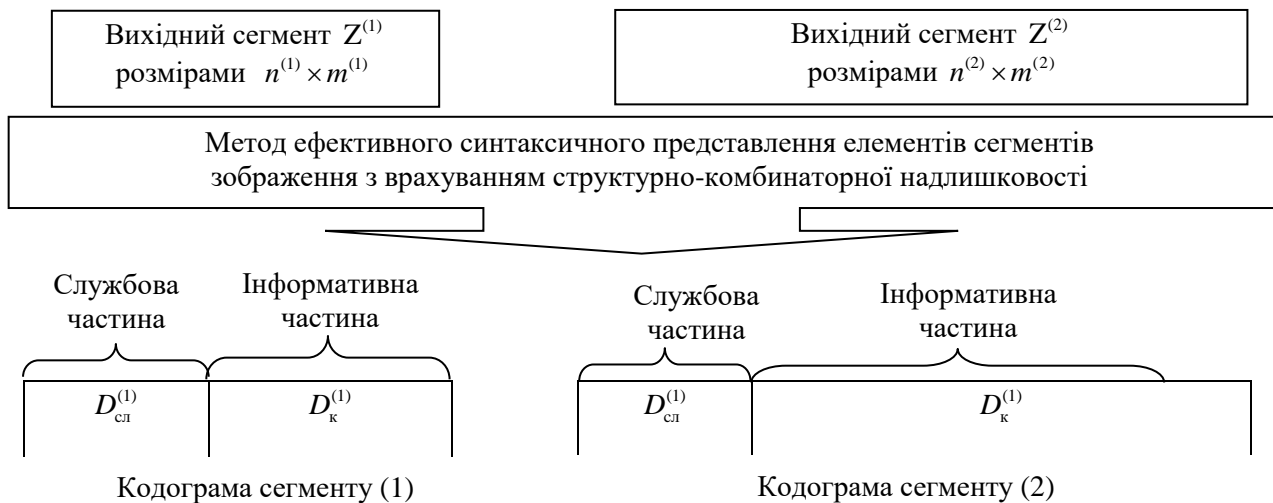 Вихідний сегмент Z^(1)
розмірами n^(1) × m^(1)
Вихідний сегмент Z^(2)
розмірами n^(2) × m^(2)
Метод ефективного синтаксичного представлення елементів сегментів
зображення з врахуванням структурно-комбинаторної надлишковості
Службова
частина
Інформативна
частина
Службова
частина
Інформативна
частина
D_сл^(1)
D_к^(1)
D_сл^(1)
D_к^(1)
Кодограма сегменту (1)
Кодограма сегменту (2)